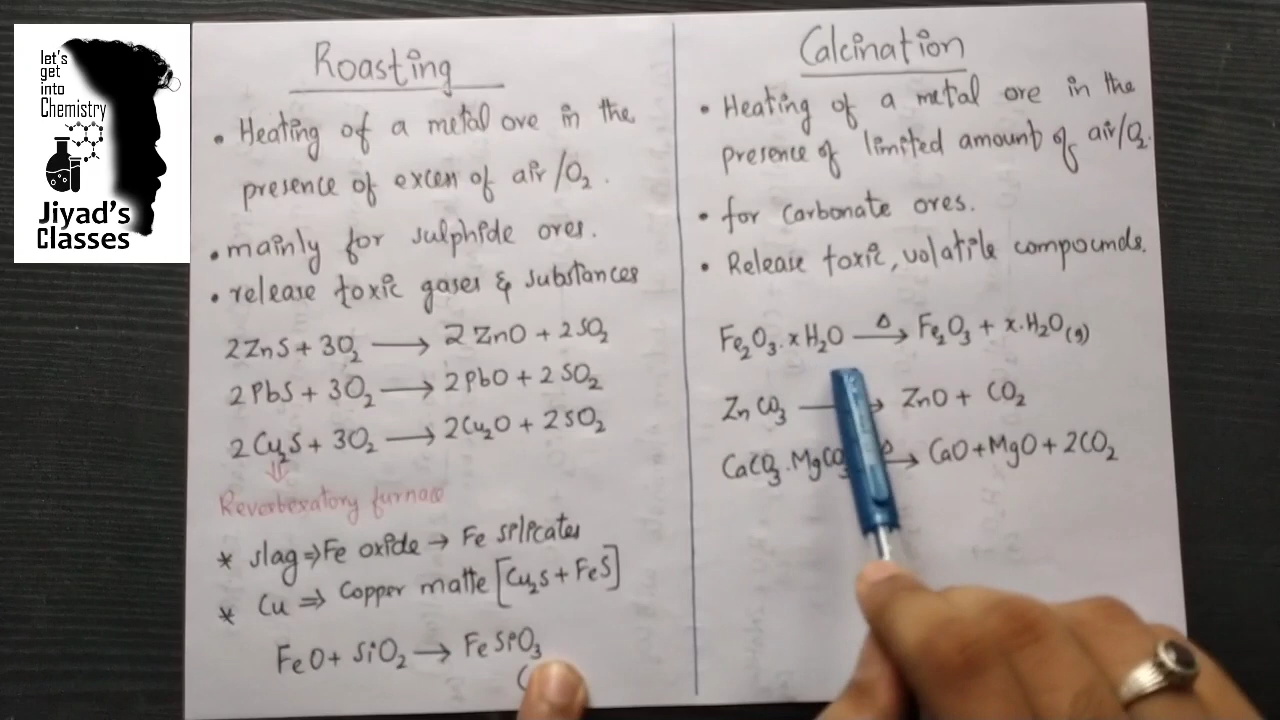 let's
get
into
Chemistry
Jiyad's
Classes
Roasting
• Heating of a metal ore in the
presence of excess of air/O₂.
• mainly for sulphide ores.
• release toxic gases & substances
2ZnS + 3O₂ → 2ZnO + 2SO₂
2PbS + 3O₂ → 2PbO + 2SO₂
2Cu₂S + 3O₂ → 2Cu₂O + 2SO₂
⇓
Reverberatory furnace
* slag ⇒ Fe oxide → Fe silicates
* Cu ⇒ Copper matte [Cu₂S + FeS]
FeO + SiO₂ → FeSiO₃
(
Calcination
• Heating of a metal ore in the
presence of limited amount of air/O₂.
• for carbonate ores.
• Release toxic, volatile compounds.
Fe₂O₃.xH₂O →Δ Fe₂O₃ + x.H₂O(g)
ZnCO₃ → ZnO + CO₂
CaCO₃.MgCO₃ →Δ CaO + MgO + 2CO₂